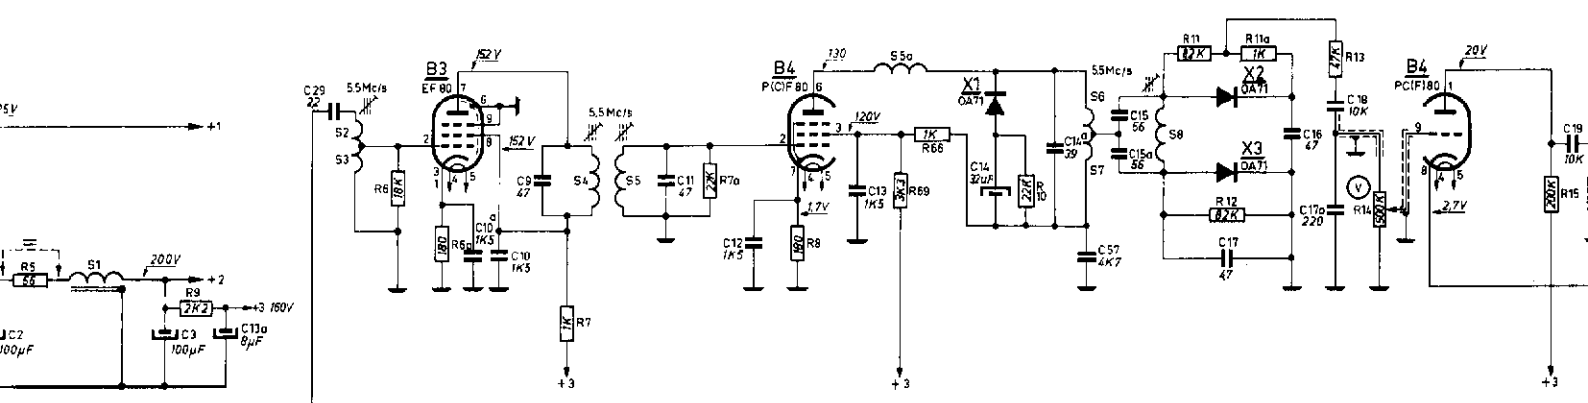 25V
+1
R5
56
S1
200V
+2
R9
2K2
+3 160V
C2
100µF
C3
100µF
C13a
8µF
C29
22
5,5Mc/s
S2
S3
R6
18K
B3
EF 80
7
152V
6
9
8
2
3
1
4
5
152V
180
R6a
C10a
1K5
C10
1K5
C9
47
S4
5,5Mc/s
S5
R7
1K
+3
C11
47
R7a
22K
B4
P(C)F 80
6
130
2
3
7
4
5
120V
1,7V
C12
1K5
180
R8
C13
1K5
R69
3K3
+3
S5a
1K
R66
X1
OA71
C14
32µF
R10
22K
C14a
39
S6
S7
C57
4K7
5,5Mc/s
C15
56
C15a
56
S8
R11
82K
R11a
1K
X2
OA71
X3
OA71
C16
47
R12
82K
C17
47
R13
47K
C18
10K
V
C17a
220
R14
500K
B4
PC(F)80
1
20V
9
8
4
5
2,7V
C19
10K
R15
200K
+3